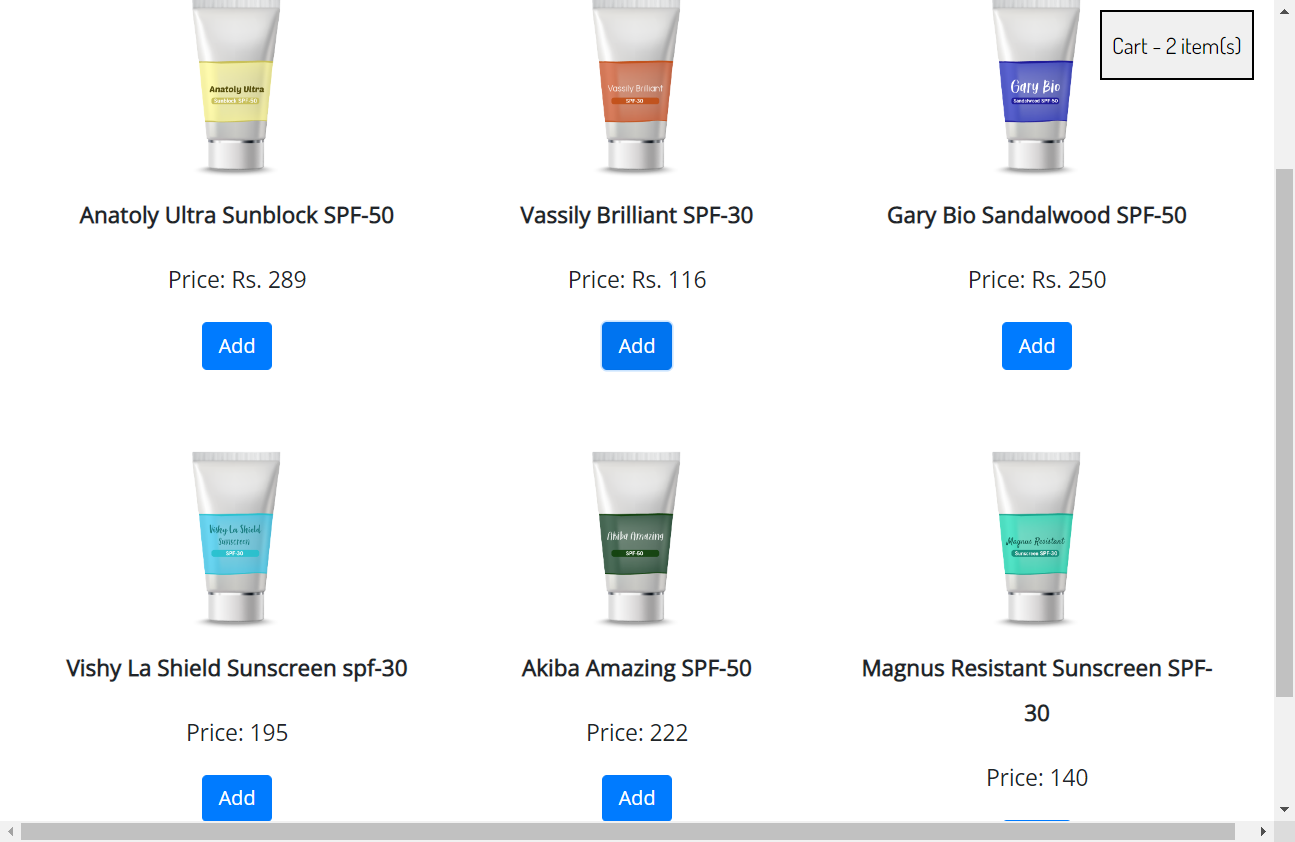 Cart - 2 item(s)
Anatoly Ultra
Sunblock SPF-50
Vassily Brilliant
SPF-30
Gary Bio
Sandalwood SPF-50
Anatoly Ultra Sunblock SPF-50
Vassily Brilliant SPF-30
Gary Bio Sandalwood SPF-50
Price: Rs. 289
Price: Rs. 116
Price: Rs. 250
Add
Add
Add
Vishy La Shield
Sunscreen
SPF-30
Akiba Amazing
SPF-50
Magnus Resistant
Sunscreen SPF-30
Vishy La Shield Sunscreen spf-30
Akiba Amazing SPF-50
Magnus Resistant Sunscreen SPF-
30
Price: 195
Price: 222
Price: 140
Add
Add